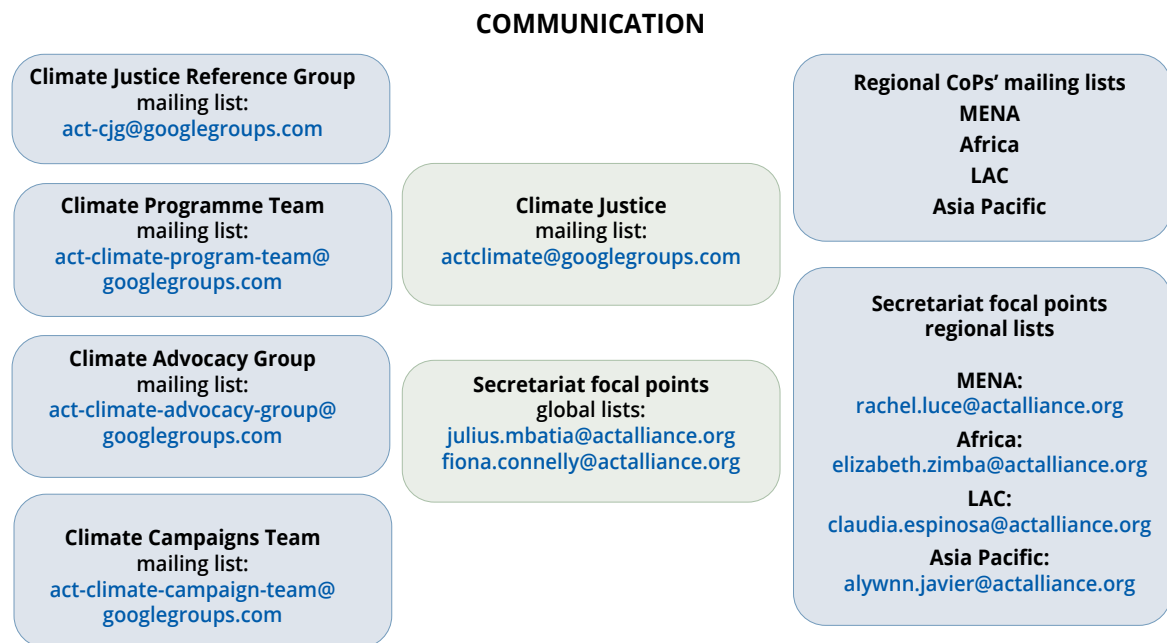 COMMUNICATION
Climate Justice Reference Group
mailing list:
act-cjg@googlegroups.com
Climate Programme Team
mailing list:
act-climate-program-team@
googlegroups.com
Climate Advocacy Group
mailing list:
act-climate-advocacy-group@
googlegroups.com
Climate Campaigns Team
mailing list:
act-climate-campaign-team@
googlegroups.com
Climate Justice
mailing list:
actclimate@googlegroups.com
Secretariat focal points
global lists:
julius.mbatia@actalliance.org
fiona.connelly@actalliance.org
Regional CoPs’ mailing lists
MENA
Africa
LAC
Asia Pacific
Secretariat focal points
regional lists
MENA:
rachel.luce@actalliance.org
Africa:
elizabeth.zimba@actalliance.org
LAC:
claudia.espinosa@actalliance.org
Asia Pacific:
alywnn.javier@actalliance.org